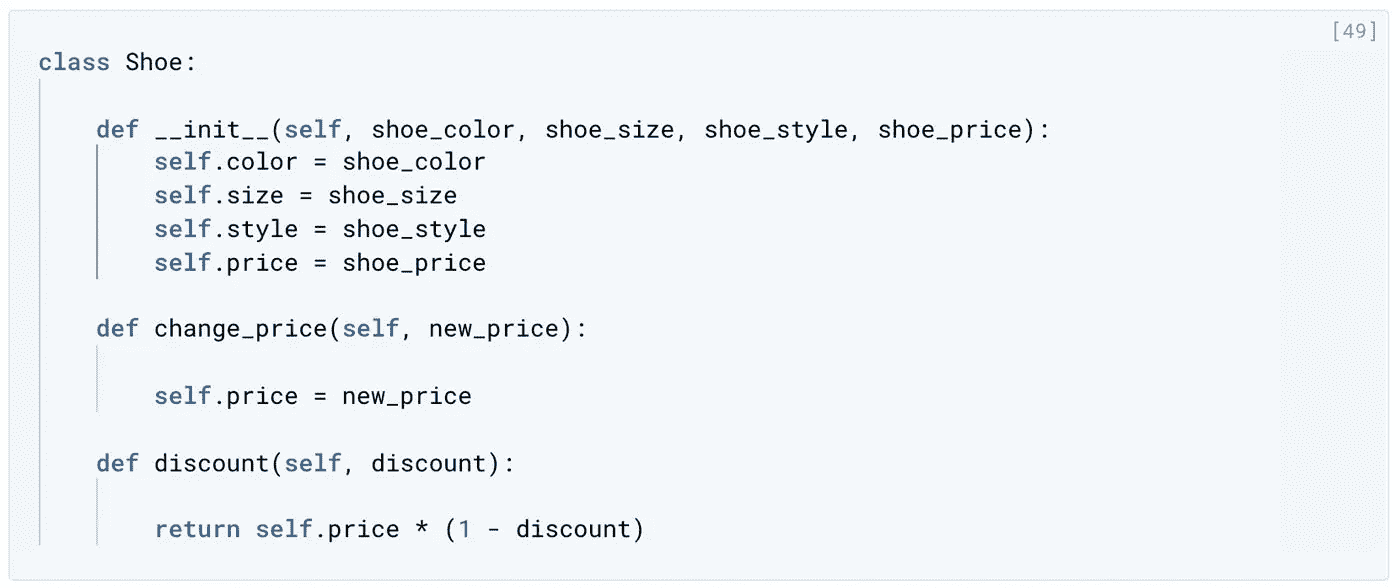 [49]
class Shoe:
    def __init__(self, shoe_color, shoe_size, shoe_style, shoe_price):
        self.color = shoe_color
        self.size = shoe_size
        self.style = shoe_style
        self.price = shoe_price
    def change_price(self, new_price):
        self.price = new_price
    def discount(self, discount):
        return self.price * (1 - discount)